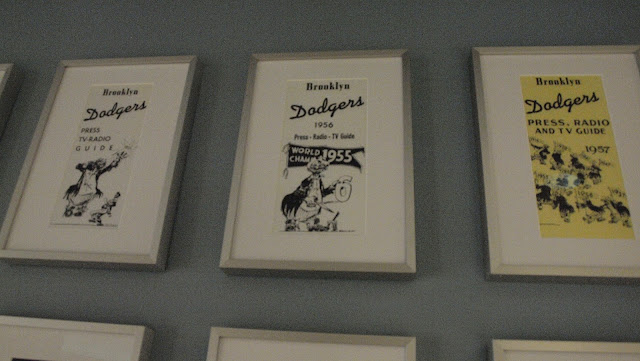 Brooklyn
Dodgers
PRESS
TV-RADIO
GUIDE
Brooklyn
Dodgers
1956
Press - Radio - TV Guide
WORLD
CHAMPS 1955
Brooklyn
Dodgers
PRESS, RADIO
AND TV GUIDE
1957